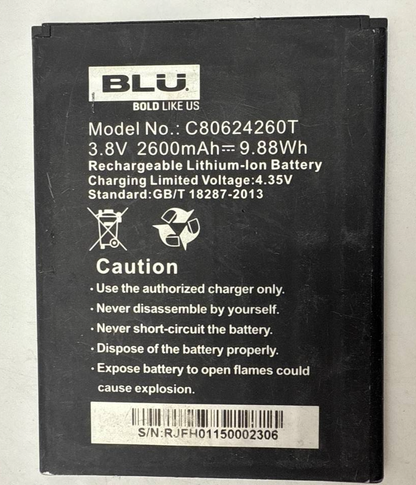 BLU.
BOLD LIKE US
Model No.: C80624260T
3.8V 2600mAh⎓9.88Wh
Rechargeable Lithium-Ion Battery
Charging Limited Voltage:4.35V
Standard:GB/T 18287-2013
Caution
· Use the authorized charger only.
· Never disassemble by yourself.
· Never short-circuit the battery.
· Dispose of the battery properly.
· Expose battery to open flames could
cause explosion.
S/N:RJFH01150002306